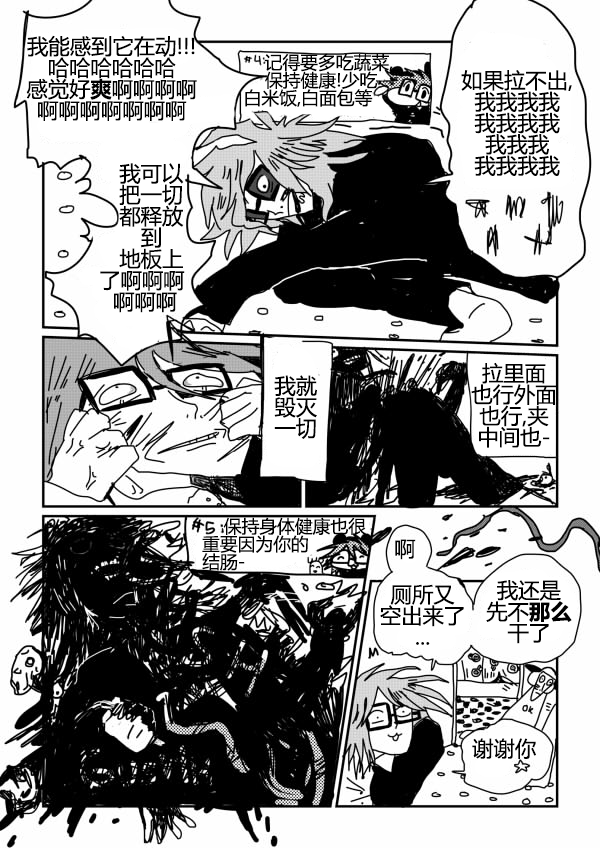 我能感到它在动!!!
哈哈哈哈哈哈
感觉好爽啊啊啊啊
啊啊啊啊啊啊啊
#4:记得要多吃蔬菜
保持健康!少吃
白米饭,白面包等
如果拉不出,
我我我我
我我我我
我我我
我我我我
我可以
把一切
都释放
到
地板上
了啊啊啊
啊啊啊
我就
毁灭
一切
拉里面
也行外面
也行,夹
中间也-
#5:保持身体健康也很
重要因为你的
结肠-
啊
厕所又
空出来了
...
我还是
先不那么
干了
OK
谢谢你